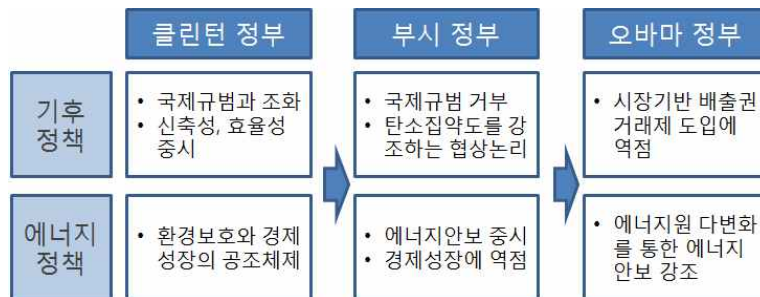 클린턴 정부
부시 정부
오바마 정부
기후
정책
• 국제규범과 조화
• 신축성, 효율성
중시
• 국제규범 거부
• 탄소집약도를 강
조하는 협상논리
• 시장기반 배출권
거래제 도입에
역점
에너지
정책
• 환경보호와 경제
성장의 공조체제
• 에너지안보 중시
• 경제성장에 역점
• 에너지원 다변화
를 통한 에너지
안보 강조